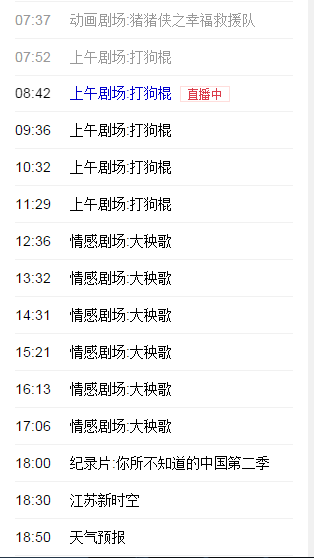 07:37 动画剧场:猪猪侠之幸福救援队
07:52 上午剧场:打狗棍
08:42 上午剧场:打狗棍 直播中
09:36 上午剧场:打狗棍
10:32 上午剧场:打狗棍
11:29 上午剧场:打狗棍
12:36 情感剧场:大秧歌
13:32 情感剧场:大秧歌
14:31 情感剧场:大秧歌
15:21 情感剧场:大秧歌
16:13 情感剧场:大秧歌
17:06 情感剧场:大秧歌
18:00 纪录片:你所不知道的中国第二季
18:30 江苏新时空
18:50 天气预报